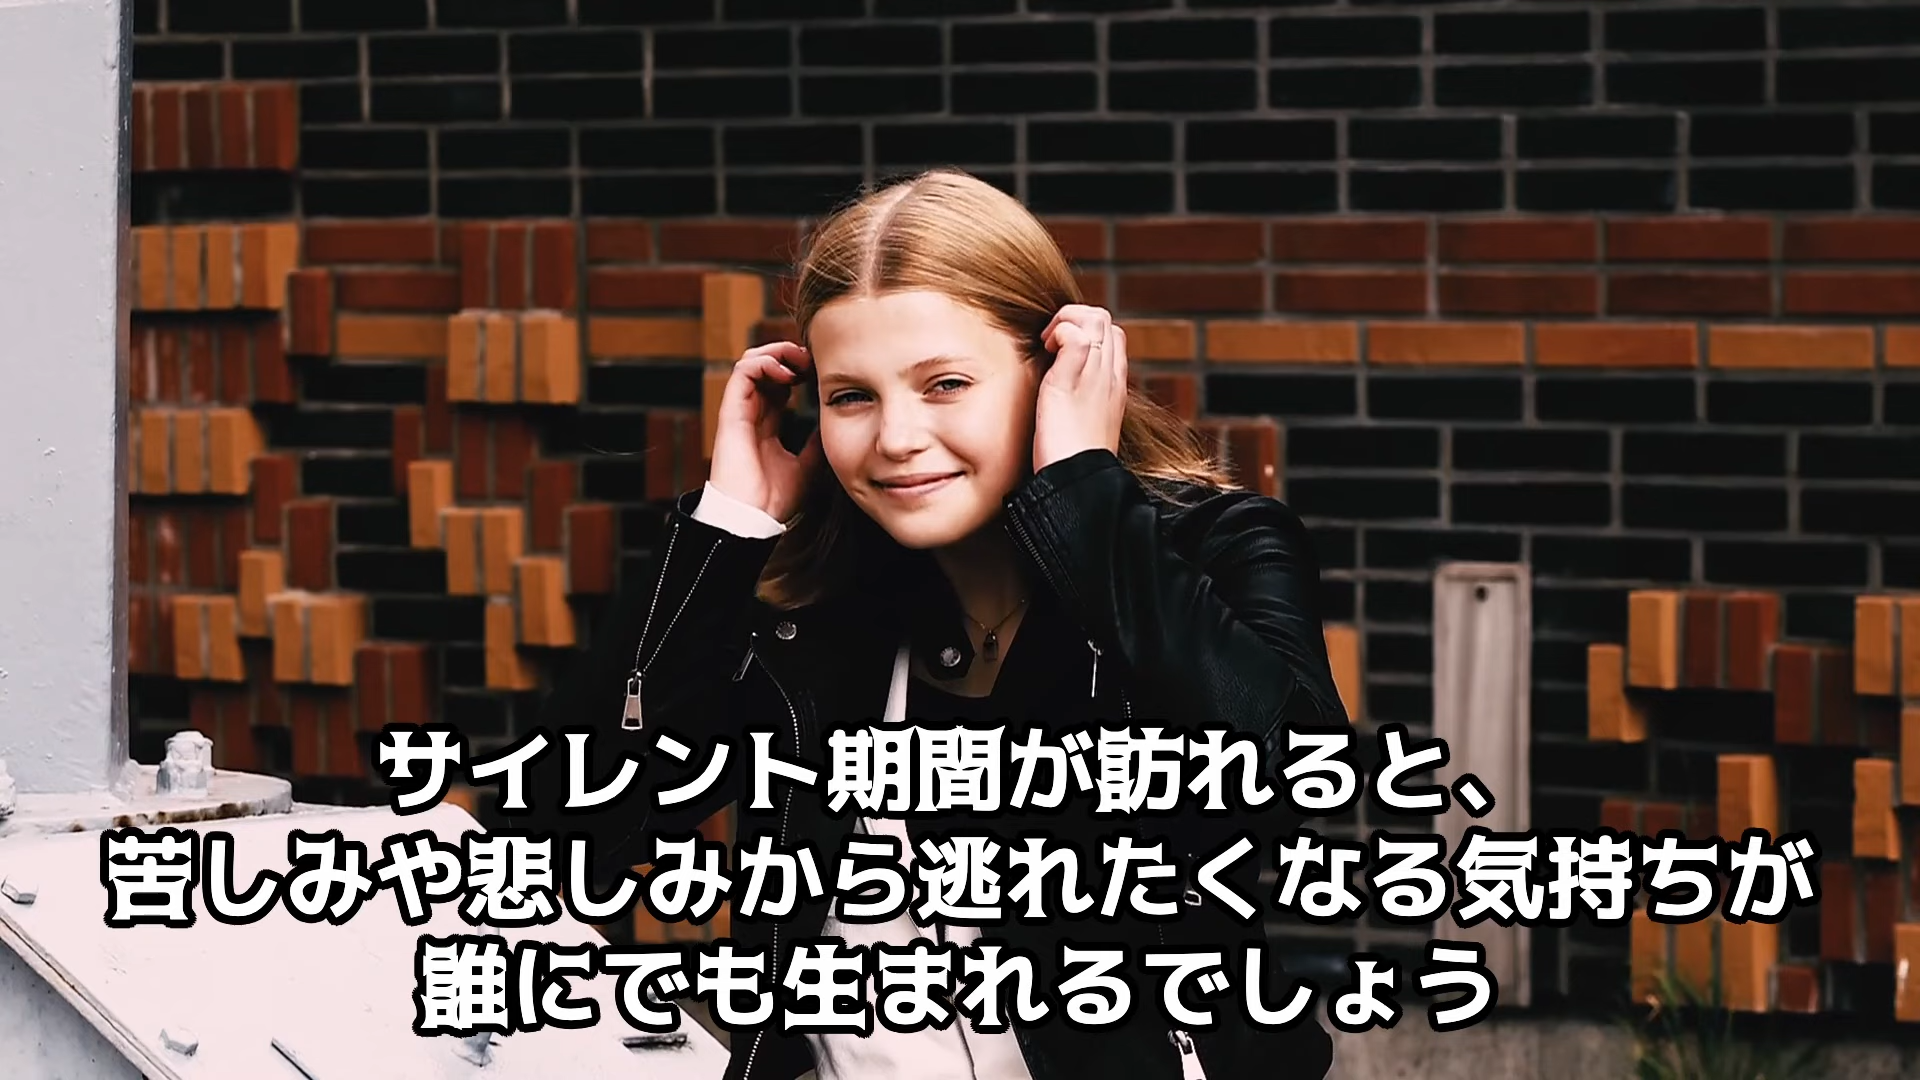 サイレント期間が訪れると、
苦しみや悲しみから逃れたくなる気持ちが
誰にでも生まれるでしょう